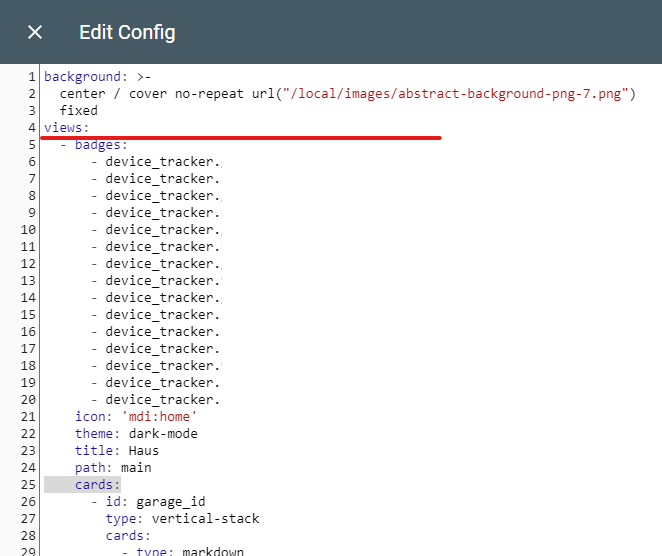 Edit Config
1 background: >-
2 center / cover no-repeat url("/local/images/abstract-background-png-7.png")
3 fixed
4 views:
5 - badges:
6 - device_tracker.
7 - device_tracker.
8 - device_tracker.
9 - device_tracker.
10 - device_tracker.
11 - device_tracker.
12 - device_tracker.
13 - device_tracker.
14 - device_tracker.
15 - device_tracker.
16 - device_tracker.
17 - device_tracker.
18 - device_tracker.
19 - device_tracker.
20 - device_tracker.
21 icon: 'mdi:home'
22 theme: dark-mode
23 title: Haus
24 path: main
25 cards:
26 - id: garage_id
27 type: vertical-stack
28 cards:
29 - type: markdown